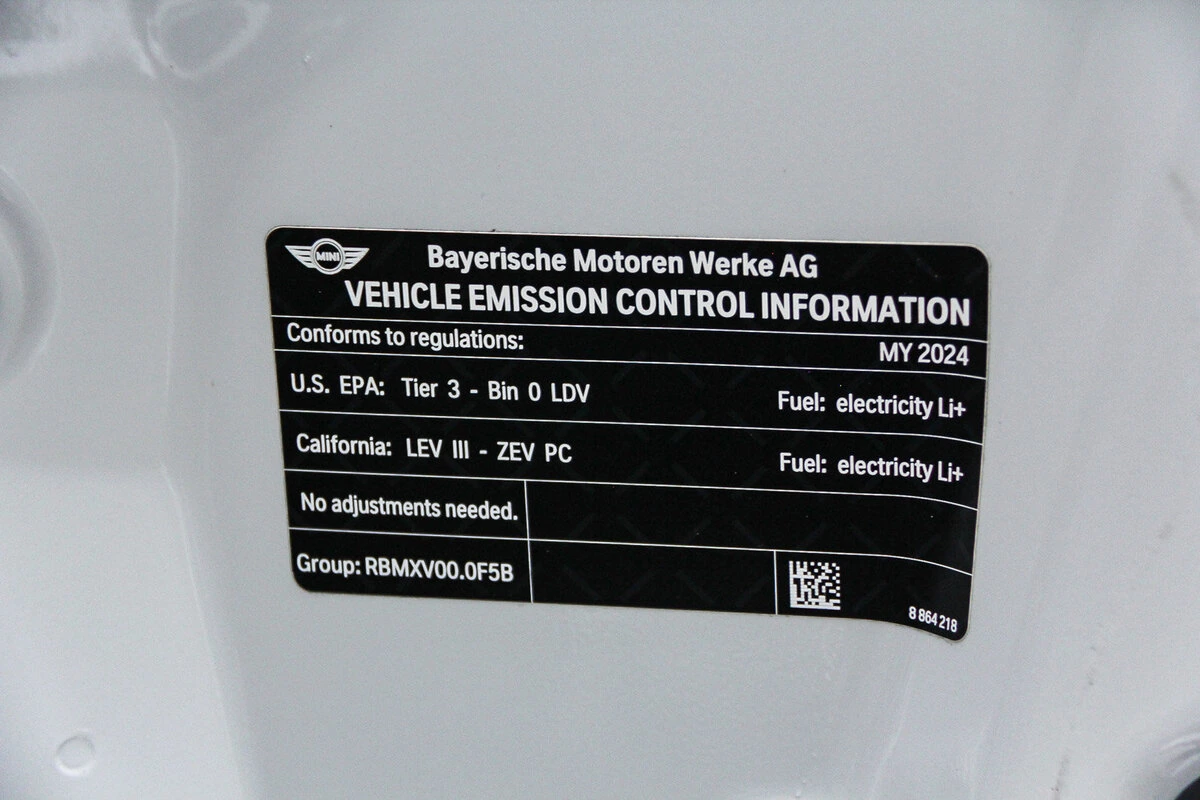 MINI
Bayerische Motoren Werke AG
VEHICLE EMISSION CONTROL INFORMATION
Conforms to regulations: MY 2024
U.S. EPA: Tier 3 - Bin 0 LDV Fuel: electricity Li+
California: LEV III - ZEV PC Fuel: electricity Li+
No adjustments needed.
Group: RBMXV00.0F5B
8 864 218